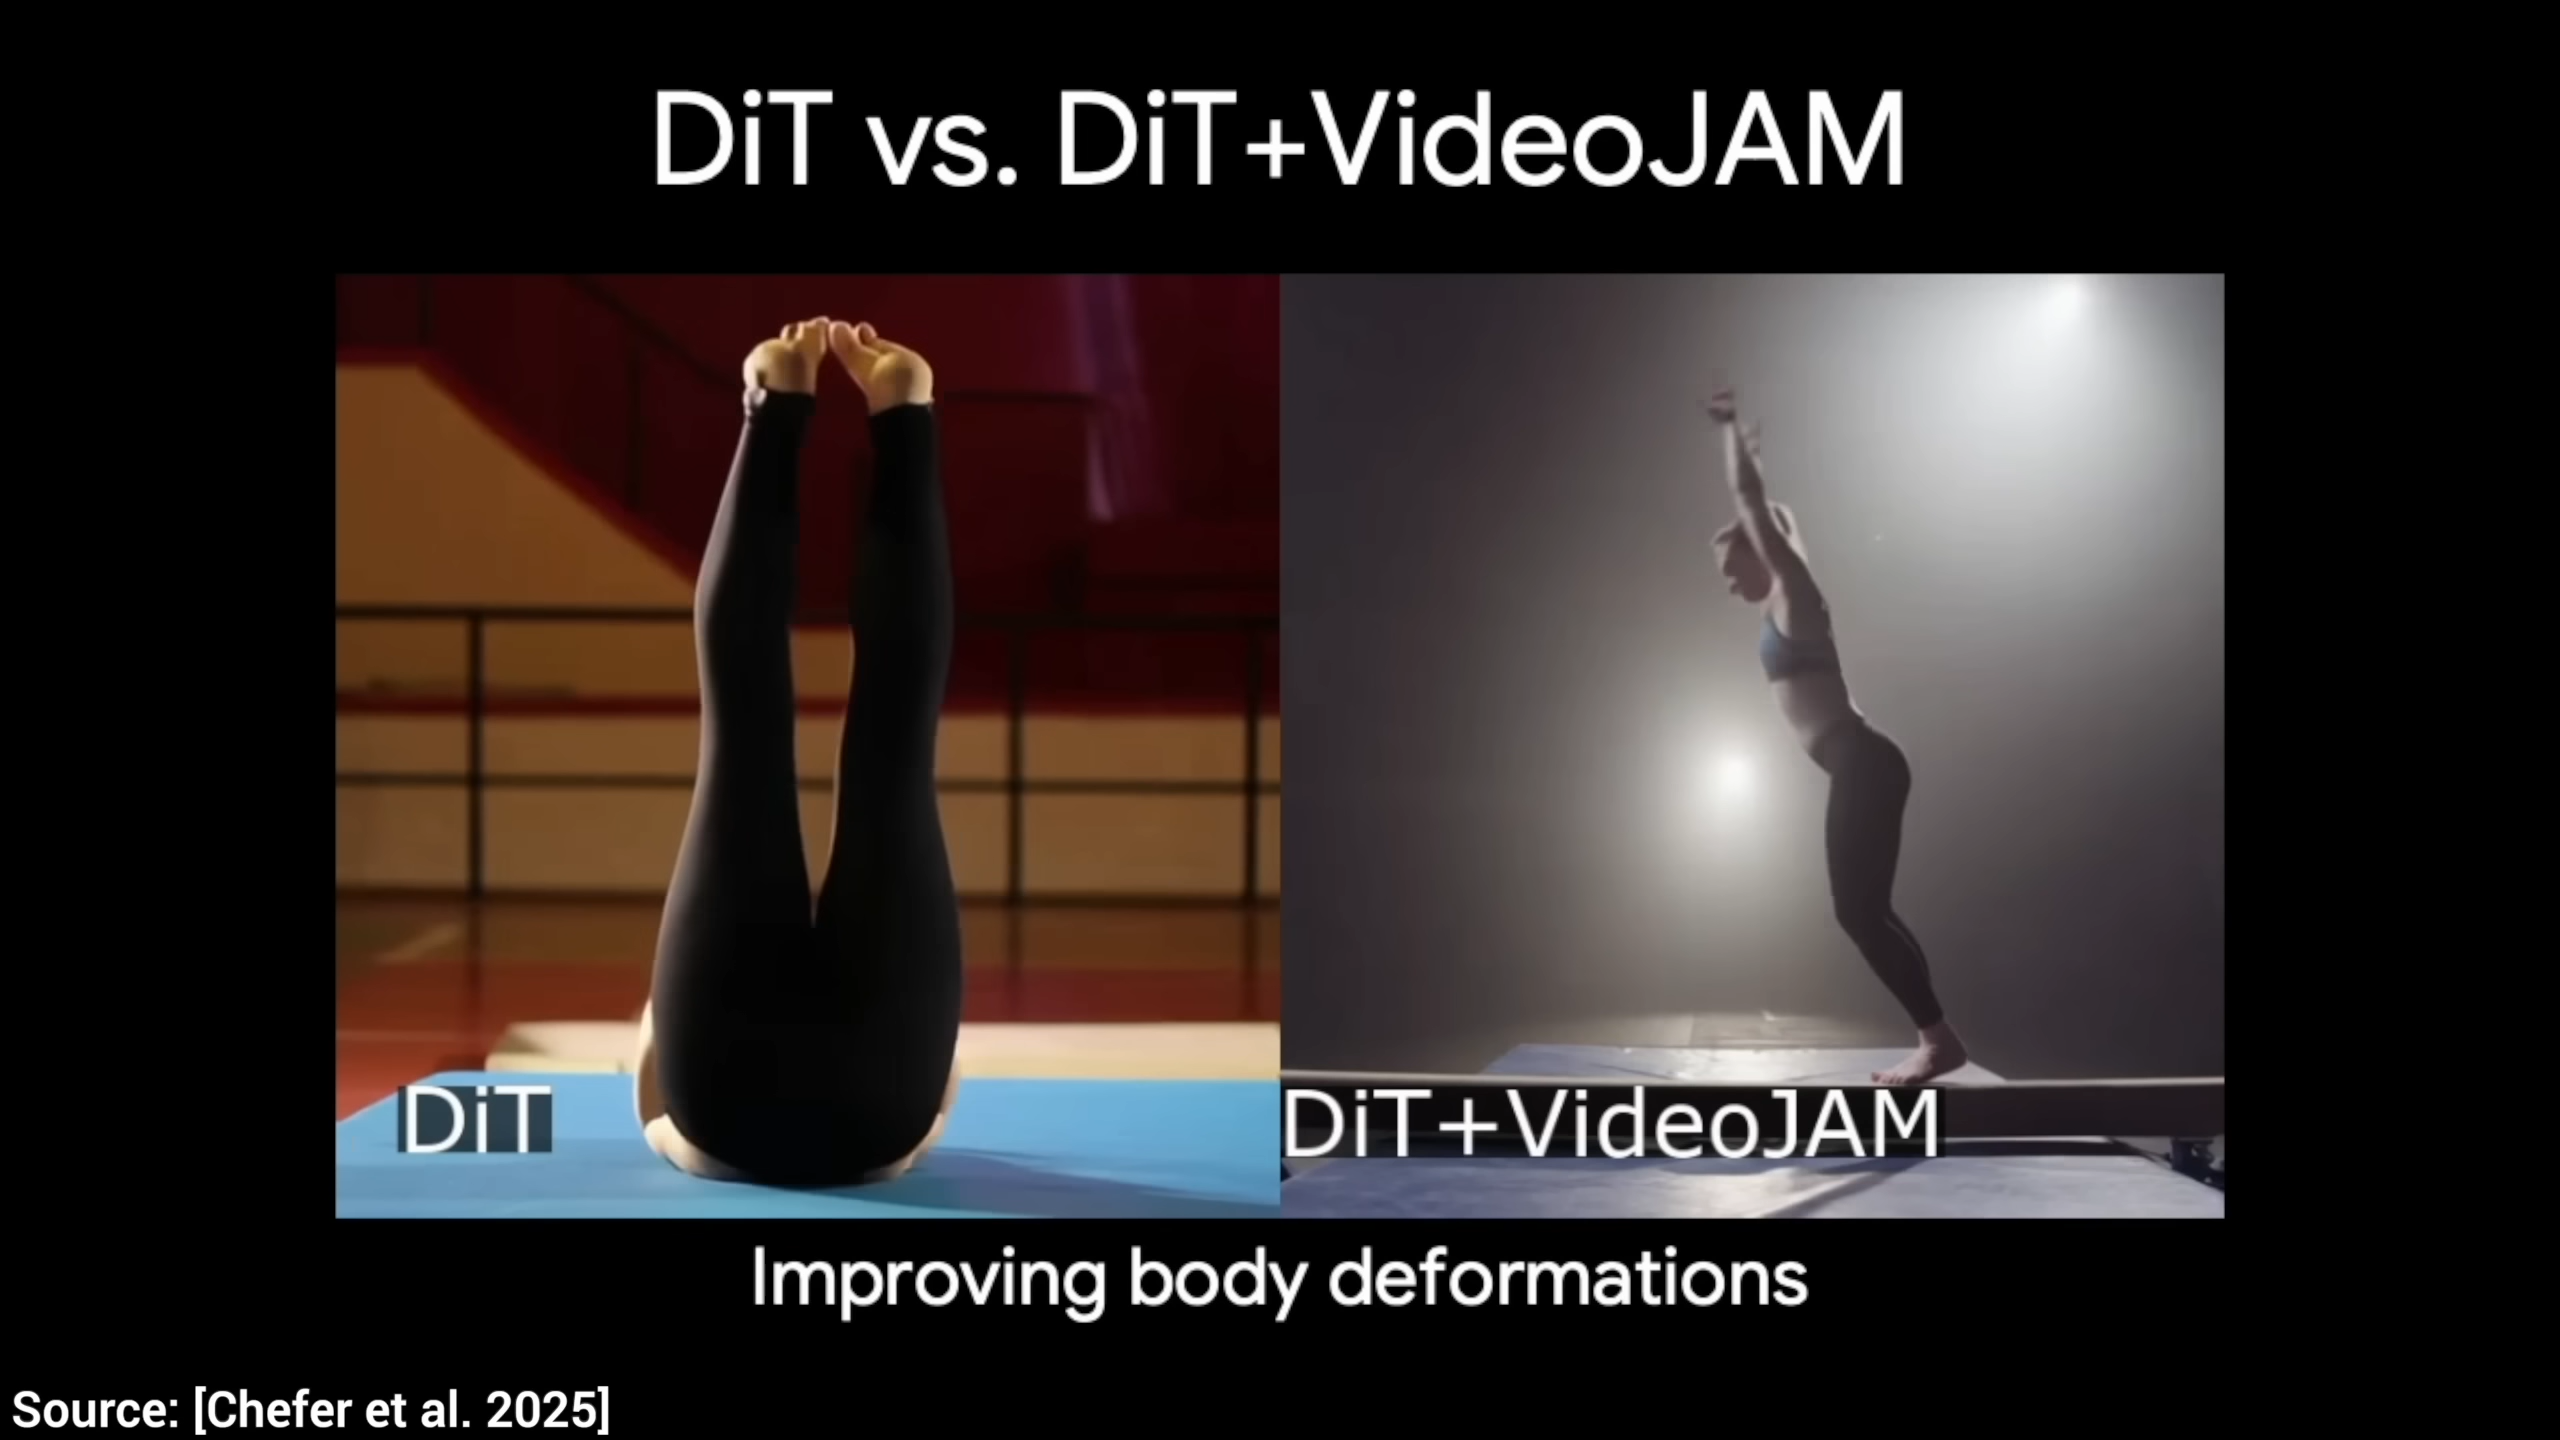 DiT vs. DiT+VideoJAM
DiT
DiT+VideoJAM
Improving body deformations
Source: [Chefer et al. 2025]